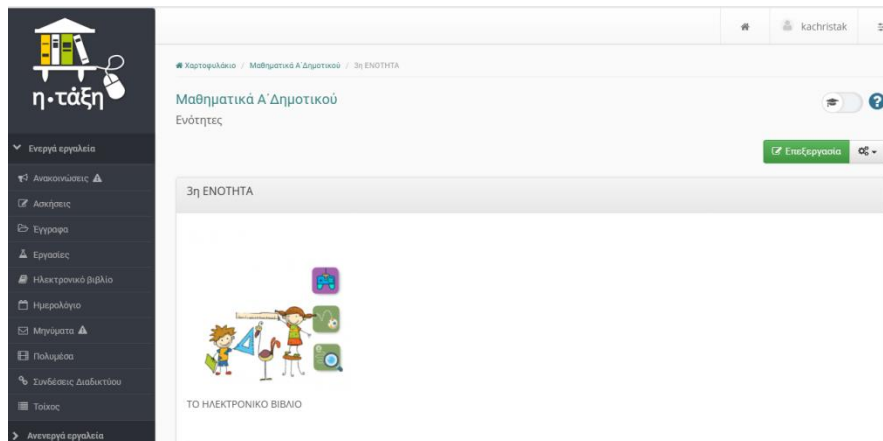 η·τάξη
kachristak
Χαρτοφυλάκιο / Μαθηματικά Α΄Δημοτικού / 3η ΕΝΟΤΗΤΑ
Μαθηματικά Α΄Δημοτικού
Ενότητες
Επεξεργασία
Ενεργά εργαλεία
Ανακοινώσεις
Ασκήσεις
Έγγραφα
Εργασίες
Ηλεκτρονικό βιβλίο
Ημερολόγιο
Μηνύματα
Πολυμέσα
Συνδέσεις Διαδικτύου
Τοίχος
Ανενεργά εργαλεία
3η ΕΝΟΤΗΤΑ
ΤΟ ΗΛΕΚΤΡΟΝΙΚΟ ΒΙΒΛΙΟ